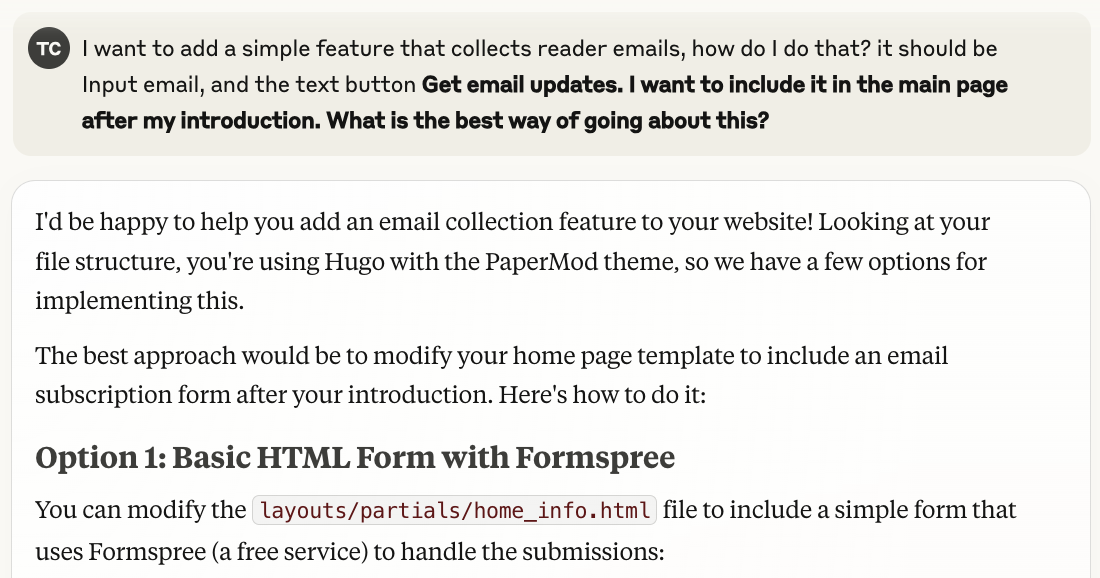 TC
I want to add a simple feature that collects reader emails, how do I do that? it should be
Input email, and the text button Get email updates. I want to include it in the main page
after my introduction. What is the best way of going about this?
I'd be happy to help you add an email collection feature to your website! Looking at your
file structure, you're using Hugo with the PaperMod theme, so we have a few options for
implementing this.
The best approach would be to modify your home page template to include an email
subscription form after your introduction. Here's how to do it:
Option 1: Basic HTML Form with Formspree
You can modify the layouts/partials/home_info.html file to include a simple form that
uses Formspree (a free service) to handle the submissions: